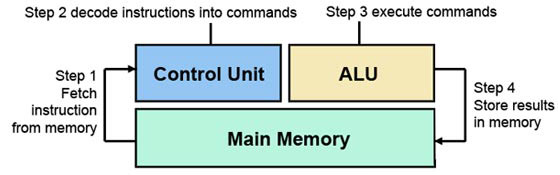 Step 2 decode instructions into commands
Step 3 execute commands
Step 1
Fetch
instruction
from memory
Control Unit
ALU
Step 4
Store results
in memory
Main Memory